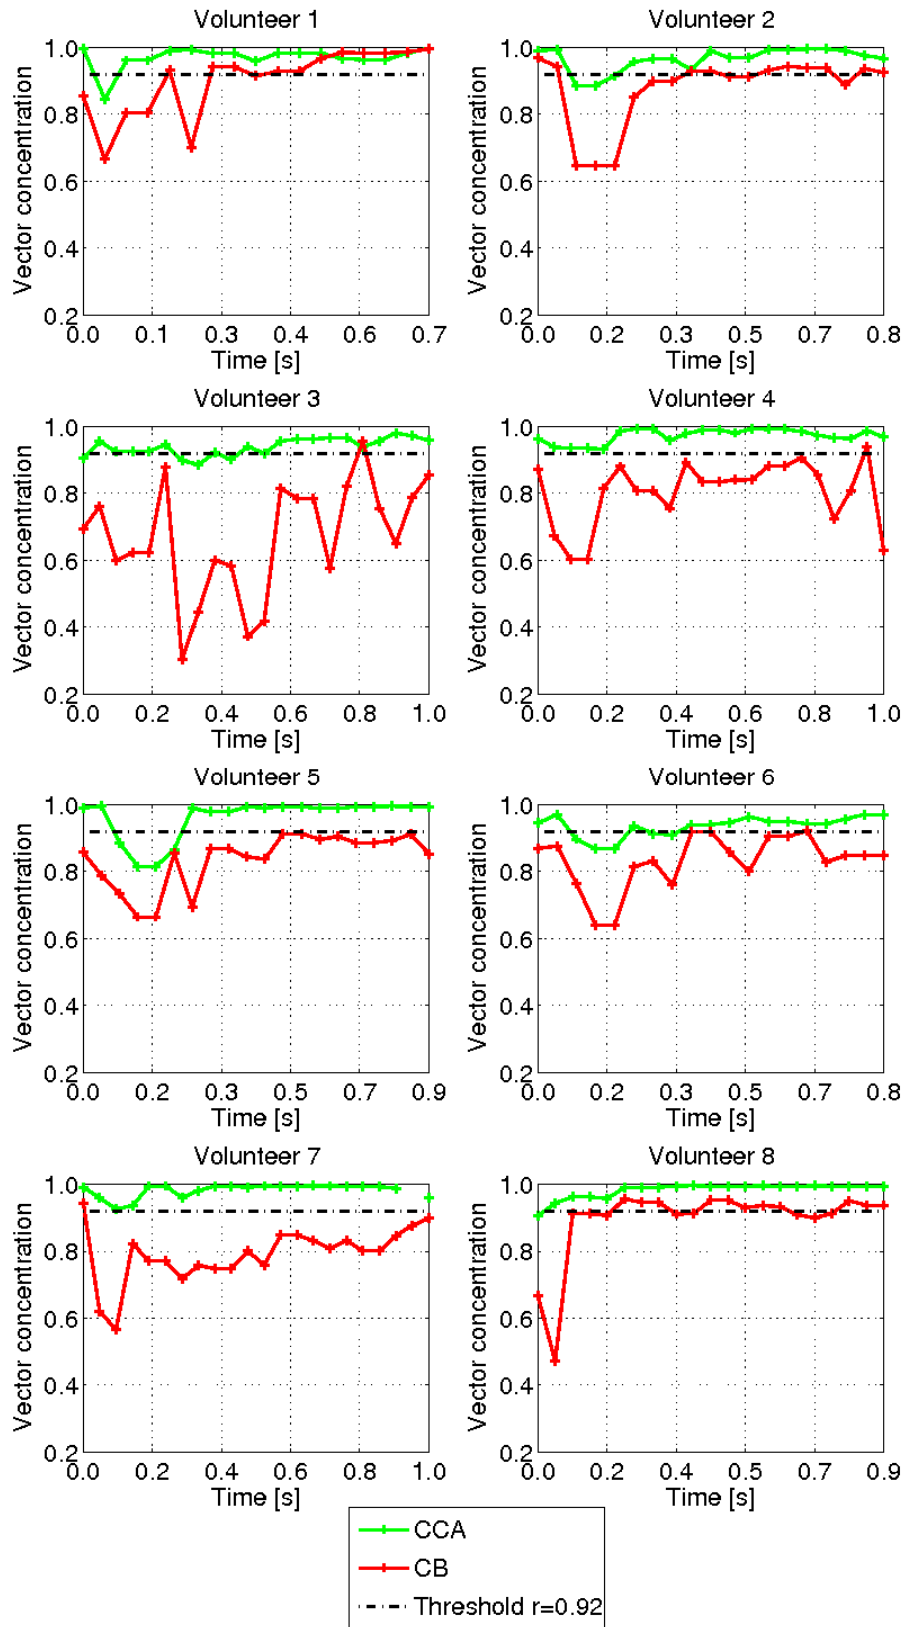 Volunteer 1
Vector concentration
1.0
0.8
0.6
0.4
0.2
0.0 0.1 0.3 0.4 0.6 0.7
Time [s]
Volunteer 2
Vector concentration
1.0
0.8
0.6
0.4
0.2
0.0 0.2 0.3 0.5 0.7 0.8
Time [s]
Volunteer 3
Vector concentration
1.0
0.8
0.6
0.4
0.2
0.0 0.2 0.4 0.6 0.8 1.0
Time [s]
Volunteer 4
Vector concentration
1.0
0.8
0.6
0.4
0.2
0.0 0.2 0.4 0.6 0.8 1.0
Time [s]
Volunteer 5
Vector concentration
1.0
0.8
0.6
0.4
0.2
0.0 0.2 0.3 0.5 0.7 0.9
Time [s]
Volunteer 6
Vector concentration
1.0
0.8
0.6
0.4
0.2
0.0 0.2 0.3 0.5 0.7 0.8
Time [s]
Volunteer 7
Vector concentration
1.0
0.8
0.6
0.4
0.2
0.0 0.2 0.4 0.6 0.8 1.0
Time [s]
Volunteer 8
Vector concentration
1.0
0.8
0.6
0.4
0.2
0.0 0.2 0.4 0.5 0.7 0.9
Time [s]
CCA
CB
Threshold r=0.92